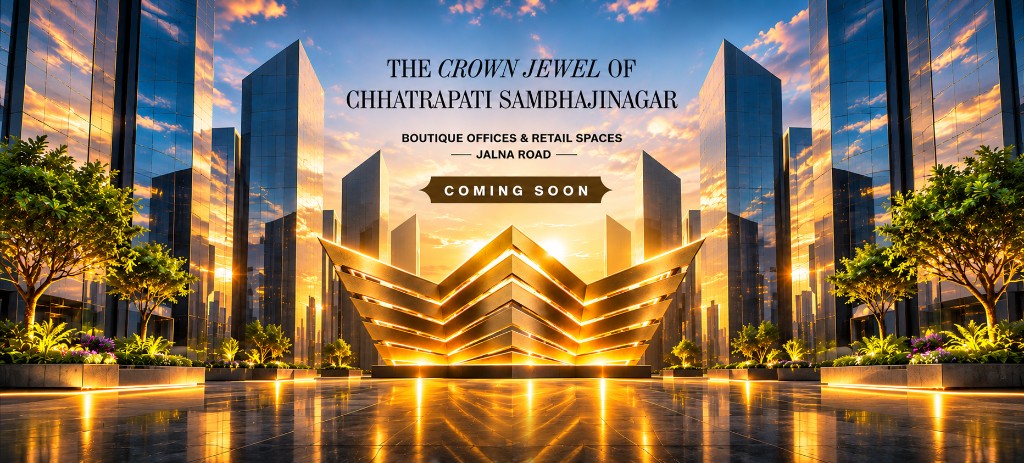 THE CROWN JEWEL OF
CHHATRAPATI SAMBHAJINAGAR
BOUTIQUE OFFICES & RETAIL SPACES
JALNA ROAD
COMING SOON